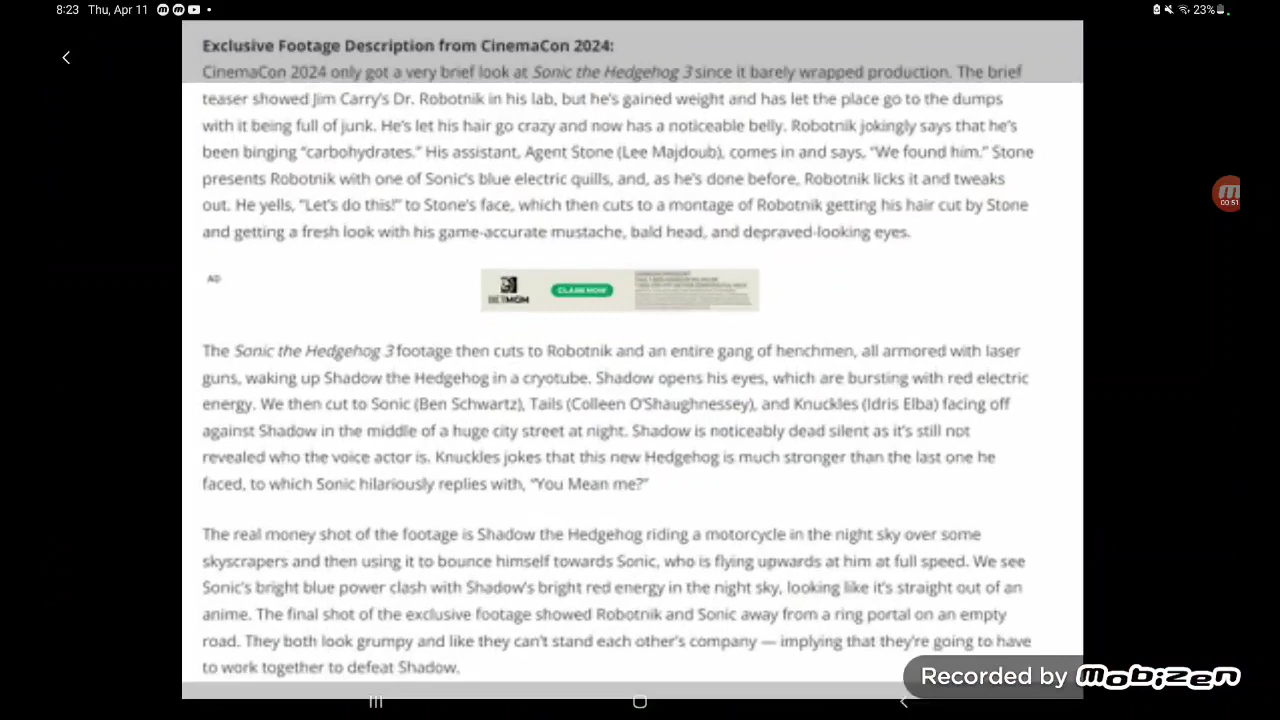 8:23 Thu, Apr 11
23%
Exclusive Footage Description from CinemaCon 2024:
CinemaCon 2024 only got a very brief look at Sonic the Hedgehog 3 since it barely wrapped production. The brief
teaser showed Jim Carry's Dr. Robotnik in his lab, but he's gained weight and has let the place go to the dumps
with it being full of junk. He's let his hair go crazy and now has a noticeable belly. Robotnik jokingly says that he's
been binging "carbohydrates." His assistant, Agent Stone (Lee Majdoub), comes in and says, "We found him." Stone
presents Robotnik with one of Sonic's blue electric quills, and, as he's done before, Robotnik licks it and tweaks
out. He yells, "Let's do this!" to Stone's face, which then cuts to a montage of Robotnik getting his hair cut by Stone
and getting a fresh look with his game-accurate mustache, bald head, and depraved-looking eyes.
00:51
AD
BETMGM
CLAIM NOW
The Sonic the Hedgehog 3 footage then cuts to Robotnik and an entire gang of henchmen, all armored with laser
guns, waking up Shadow the Hedgehog in a cryotube. Shadow opens his eyes, which are bursting with red electric
energy. We then cut to Sonic (Ben Schwartz), Tails (Colleen O'Shaughnessey), and Knuckles (Idris Elba) facing off
against Shadow in the middle of a huge city street at night. Shadow is noticeably dead silent as it's still not
revealed who the voice actor is. Knuckles jokes that this new Hedgehog is much stronger than the last one he
faced, to which Sonic hilariously replies with, "You Mean me?"
The real money shot of the footage is Shadow the Hedgehog riding a motorcycle in the night sky over some
skyscrapers and then using it to bounce himself towards Sonic, who is flying upwards at him at full speed. We see
Sonic's bright blue power clash with Shadow's bright red energy in the night sky, looking like it's straight out of an
anime. The final shot of the exclusive footage showed Robotnik and Sonic away from a ring portal on an empty
road. They both look grumpy and like they can't stand each other's company — implying that they're going to have
to work together to defeat Shadow.
Recorded by mobizen